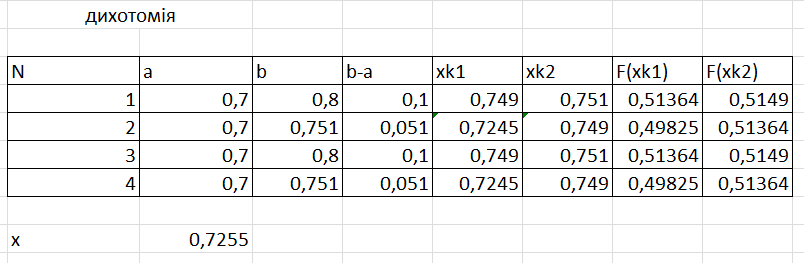 дихотомія
N a b b-a xk1 xk2 F(xk1) F(xk2)
1 0,7 0,8 0,1 0,749 0,751 0,51364 0,5149
2 0,7 0,751 0,051 0,7245 0,749 0,49825 0,51364
3 0,7 0,8 0,1 0,749 0,751 0,51364 0,5149
4 0,7 0,751 0,051 0,7245 0,749 0,49825 0,51364
x 0,7255